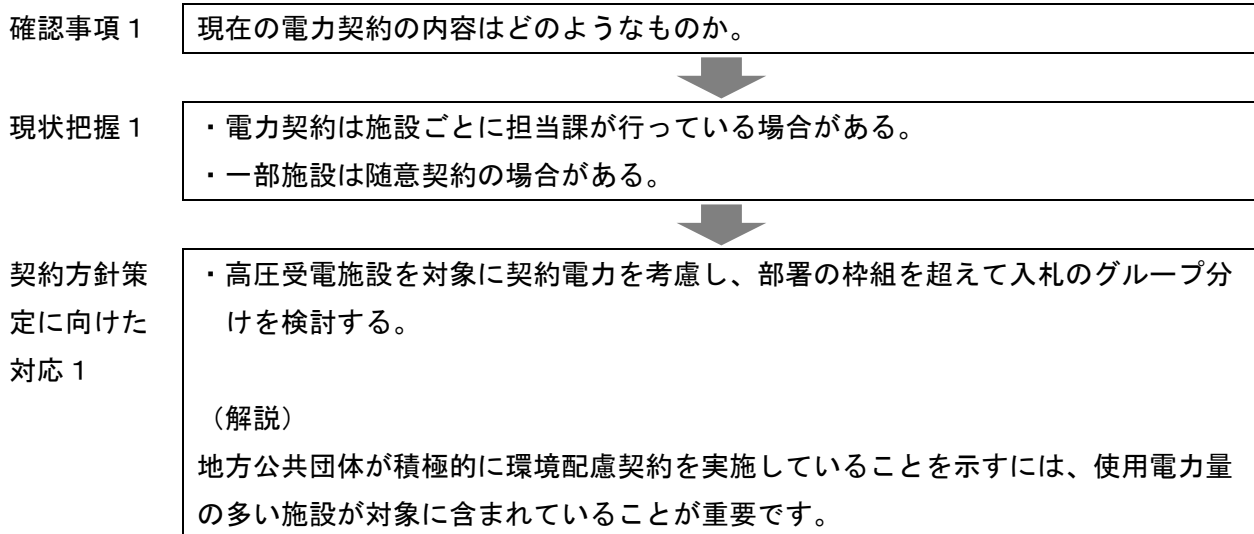 確認事項１
現在の電力契約の内容はどのようなものか。
現状把握１
・電力契約は施設ごとに担当課が行っている場合がある。
・一部施設は随意契約の場合がある。
契約方針策
定に向けた
対応１
・高圧受電施設を対象に契約電力を考慮し、部署の枠組を超えて入札のグループ分
けを検討する。
（解説）
地方公共団体が積極的に環境配慮契約を実施していることを示すには、使用電力量
の多い施設が対象に含まれていることが重要です。